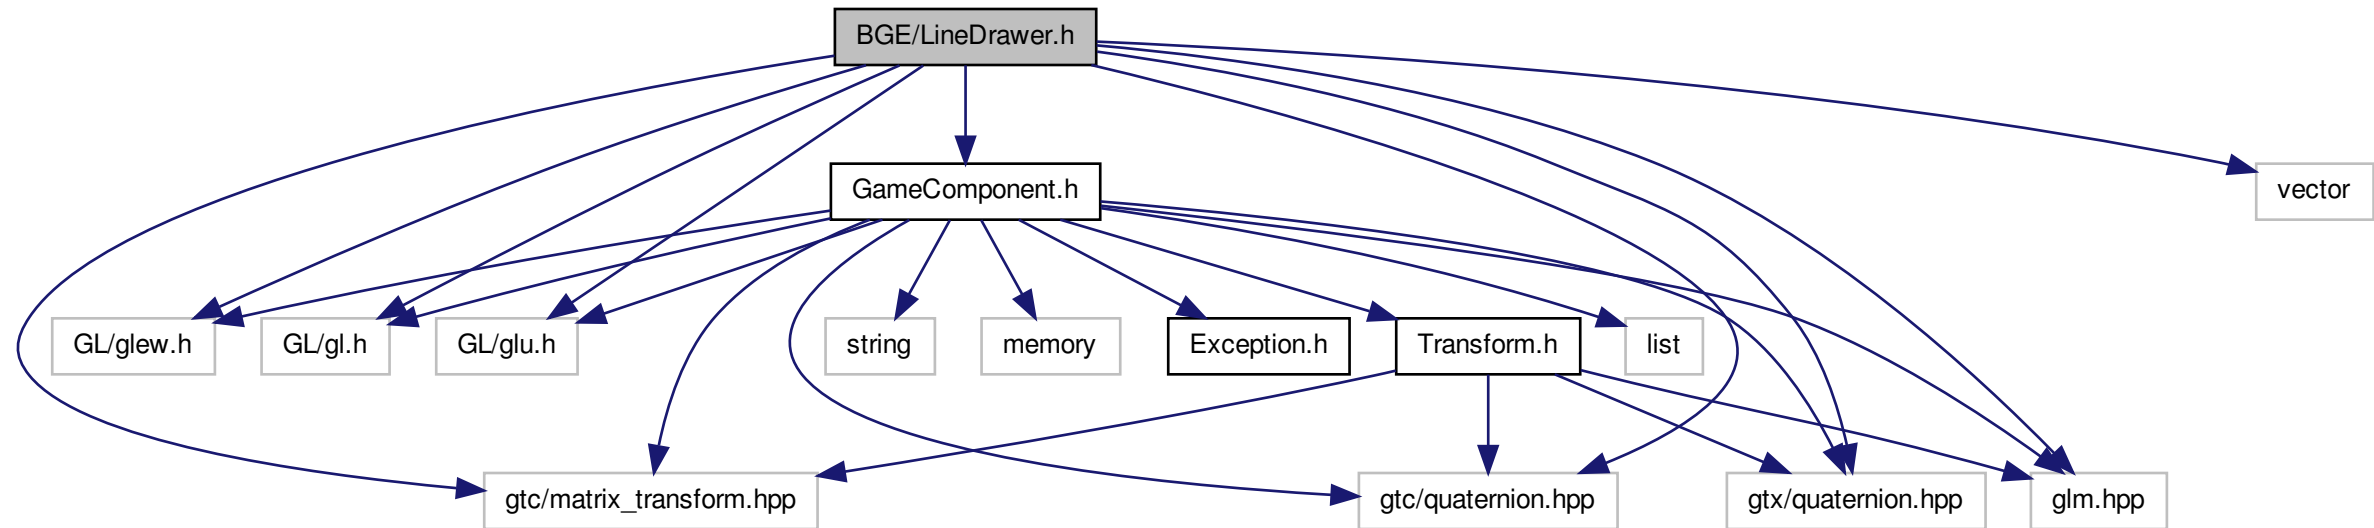 BGE/LineDrawer.h
GameComponent.h
vector
GL/glew.h
GL/gl.h
GL/glu.h
string
memory
Exception.h
Transform.h
list
gtc/matrix_transform.hpp
gtc/quaternion.hpp
gtx/quaternion.hpp
glm.hpp